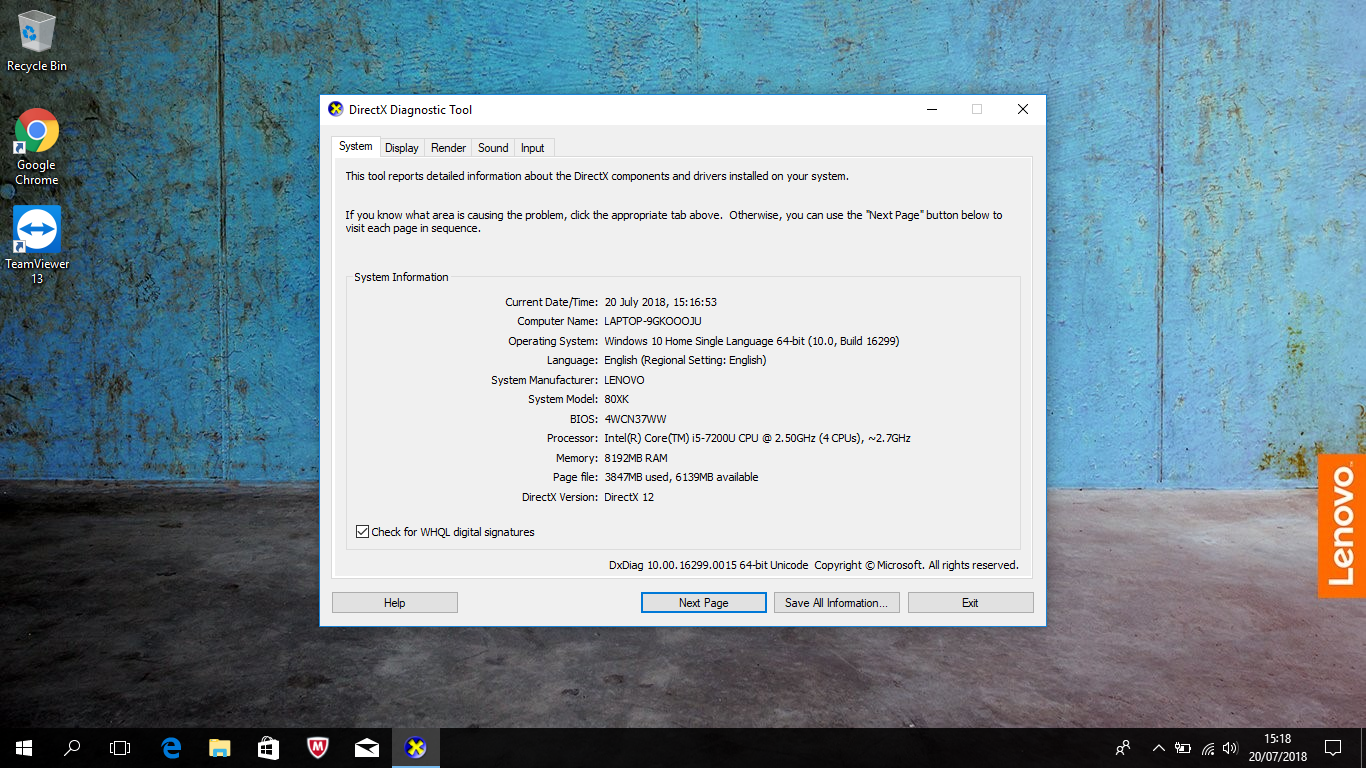 Recycle Bin
Google
Chrome
TeamViewer
13
DirectX Diagnostic Tool
System Display Render Sound Input
This tool reports detailed information about the DirectX components and drivers installed on your system.
If you know what area is causing the problem, click the appropriate tab above. Otherwise, you can use the "Next Page" button below to
visit each page in sequence.
System Information
Current Date/Time: 20 July 2018, 15:16:53
Computer Name: LAPTOP-9GKOOOJU
Operating System: Windows 10 Home Single Language 64-bit (10.0, Build 16299)
Language: English (Regional Setting: English)
System Manufacturer: LENOVO
System Model: 80XK
BIOS: 4WCN37WW
Processor: Intel(R) Core(TM) i5-7200U CPU @ 2.50GHz (4 CPUs), ~2.7GHz
Memory: 8192MB RAM
Page file: 3847MB used, 6139MB available
DirectX Version: DirectX 12
Check for WHQL digital signatures
DxDiag 10.00.16299.0015 64-bit Unicode Copyright © Microsoft. All rights reserved.
Help Next Page Save All Information... Exit
Lenovo
15:18
20/07/2018